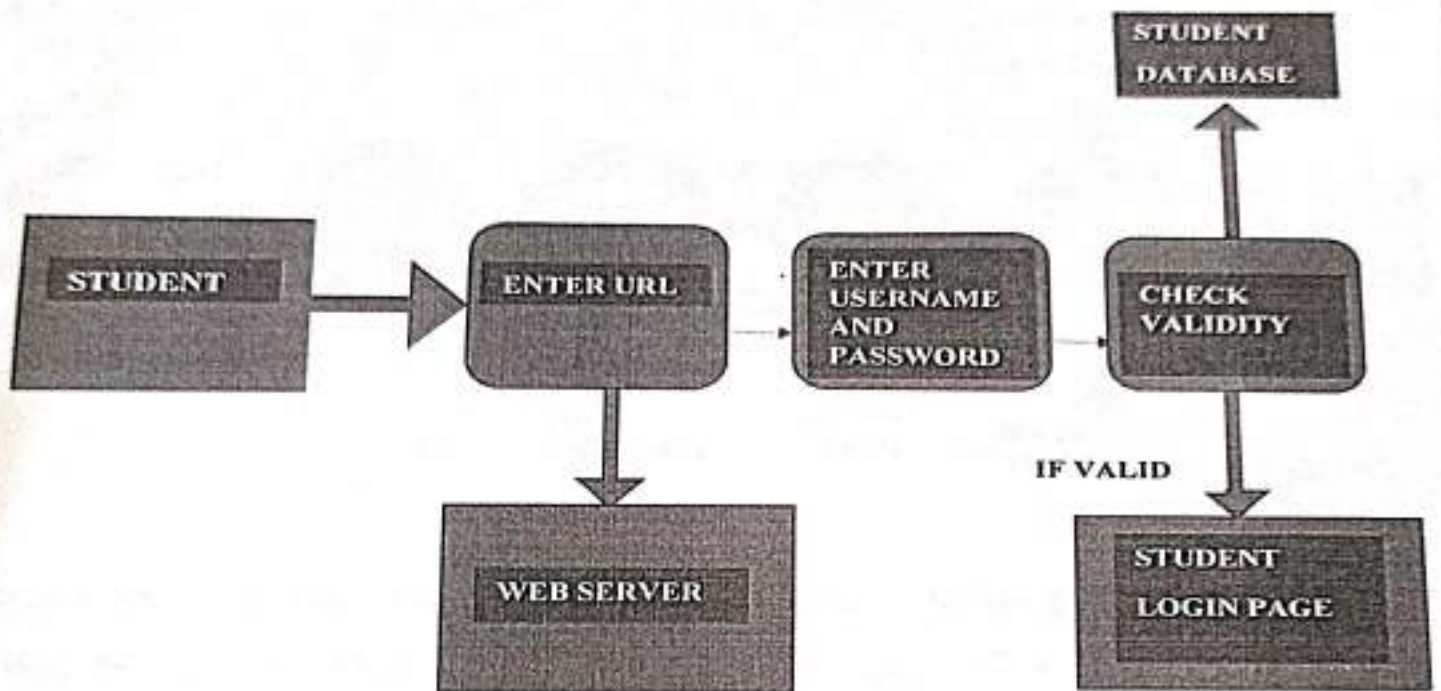 STUDENT
DATABASE
STUDENT
ENTER URL
ENTER
USERNAME
AND
PASSWORD
CHECK
VALIDITY
IF VALID
WEB SERVER
STUDENT
LOGIN PAGE